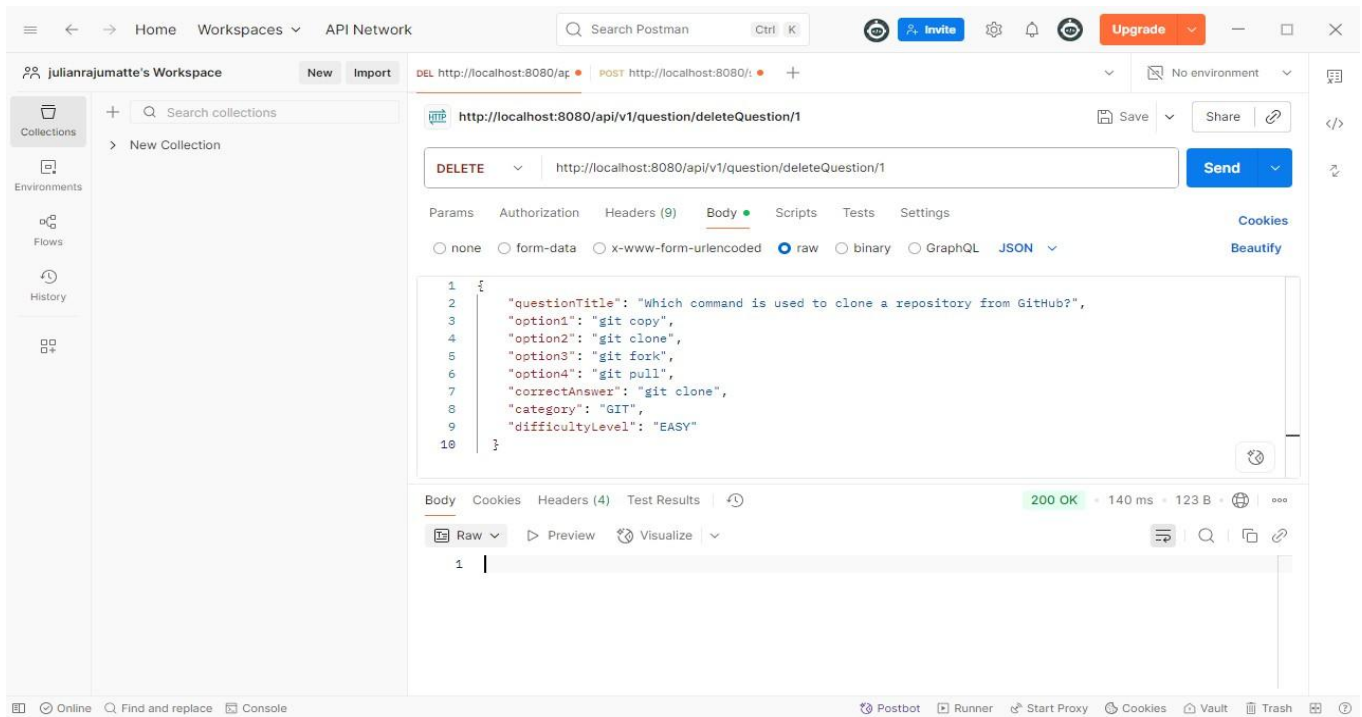 Home Workspaces API Network Search Postman Ctrl K Invite Upgrade
julianrajumatte's Workspace New Import DEL http://localhost:8080/ap POST http://localhost:8080/: No environment
Collections
Search collections
New Collection
Environments
Flows
History
HTTP http://localhost:8080/api/v1/question/deleteQuestion/1 Save Share
DELETE http://localhost:8080/api/v1/question/deleteQuestion/1 Send
Params Authorization Headers (9) Body Scripts Tests Settings Cookies
none form-data x-www-form-urlencoded raw binary GraphQL JSON Beautify
1 {
2 "questionTitle": "Which command is used to clone a repository from GitHub?",
3 "option1": "git copy",
4 "option2": "git clone",
5 "option3": "git fork",
6 "option4": "git pull",
7 "correctAnswer": "git clone",
8 "category": "GIT",
9 "difficultyLevel": "EASY"
10 }
Body Cookies Headers (4) Test Results 200 OK 140 ms 123 B
Raw Preview Visualize
1
Online Find and replace Console Postbot Runner Start Proxy Cookies Vault Trash